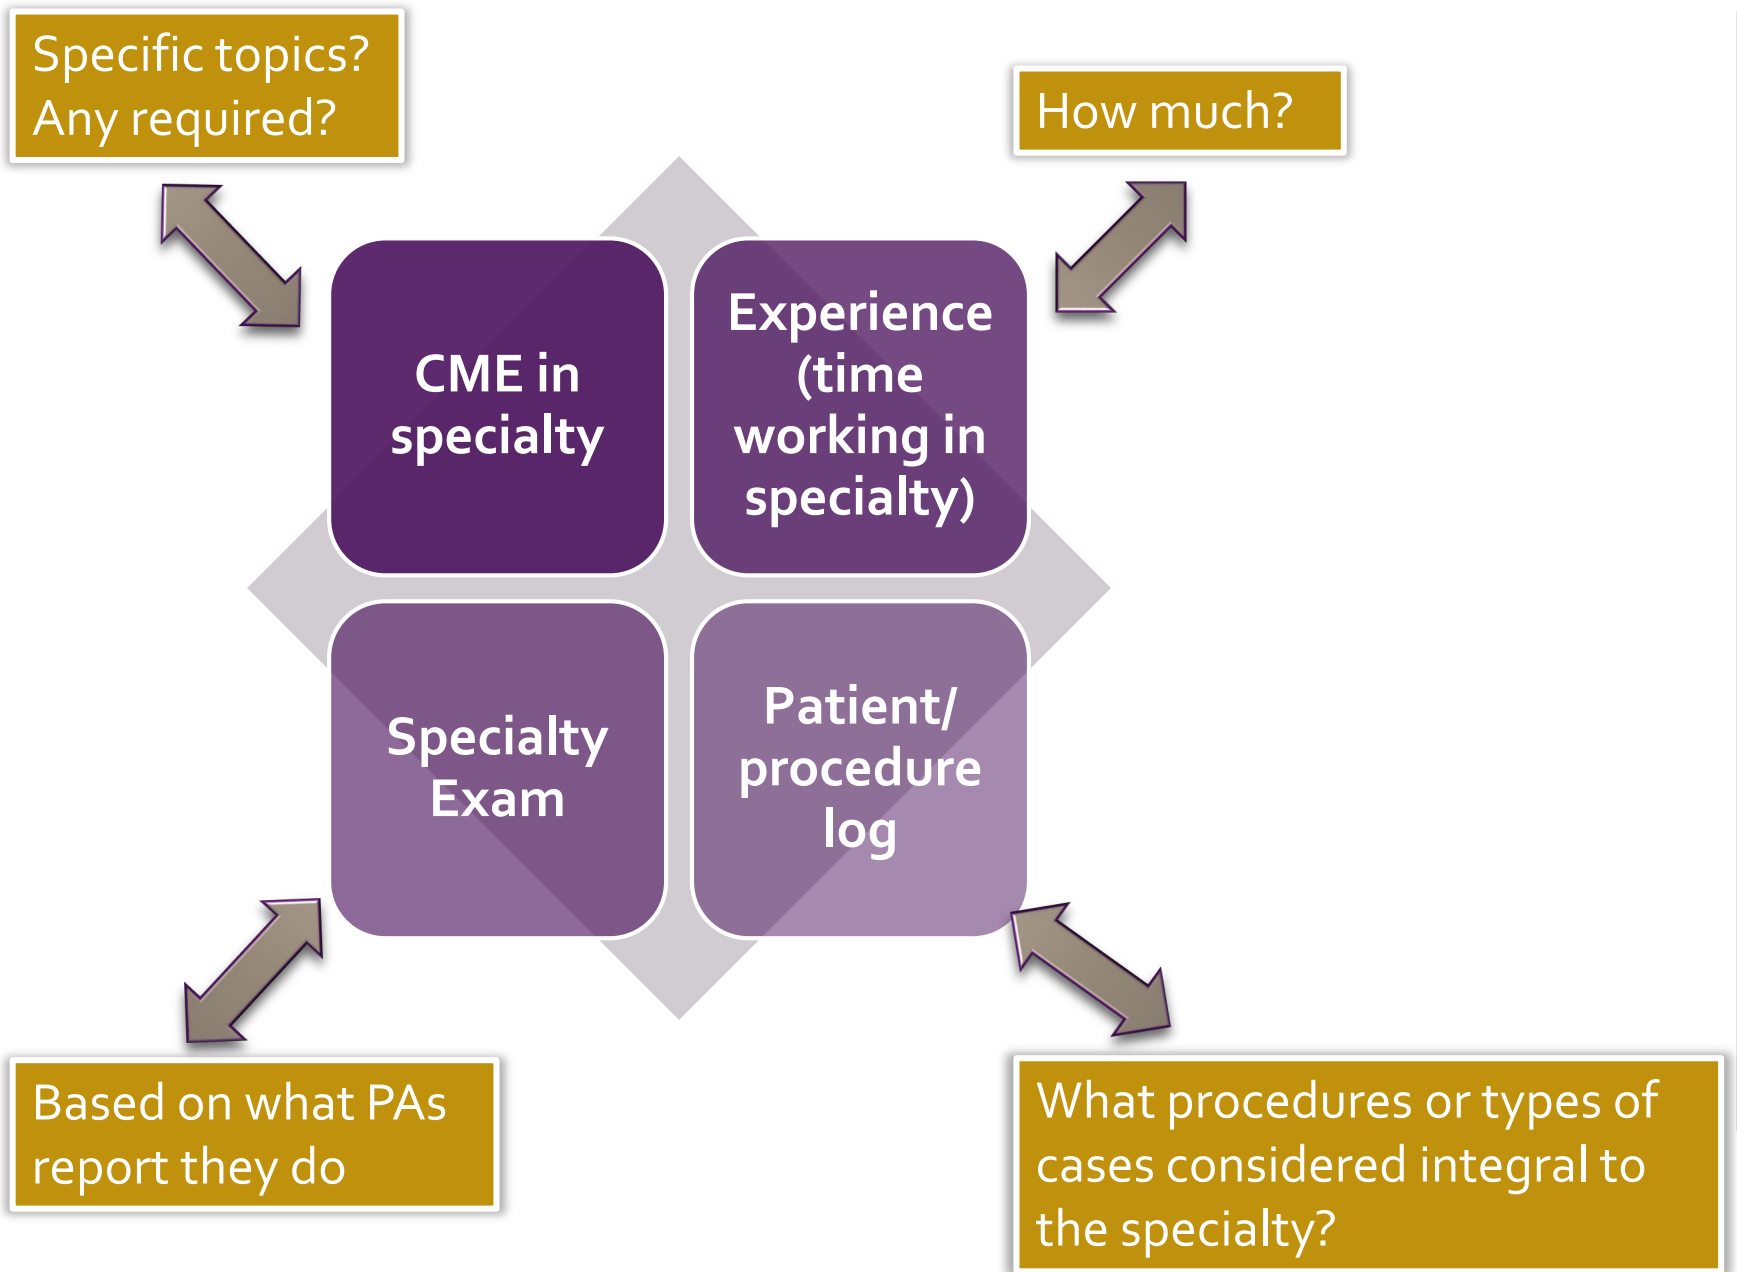 Specific topics?
Any required?
How much?
CME in
specialty
Experience
(time
working in
specialty)
Specialty
Exam
Patient/
procedure
log
Based on what PAs
report they do
What procedures or types of
cases considered integral to
the specialty?